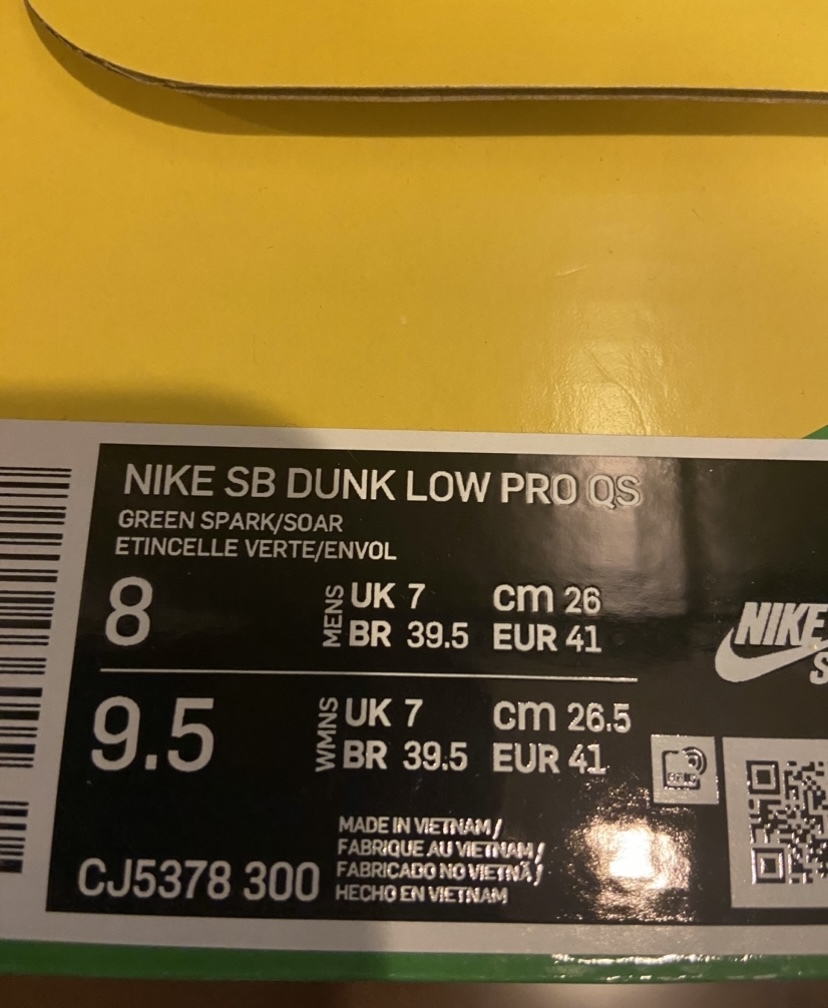 NIKE SB DUNK LOW PRO QS
GREEN SPARK/SOAR
ETINCELLE VERTE/ENVOL
8 MENS UK 7 cm 26
BR 39.5 EUR 41
NIKE
9.5 WMNS UK 7 cm 26.5
BR 39.5 EUR 41
MADE IN VIETNAM/
FABRIQUE AU VIETNAM/
FABRICADO NO VIETNÃ/
HECHO EN VIETNAM
CJ5378 300